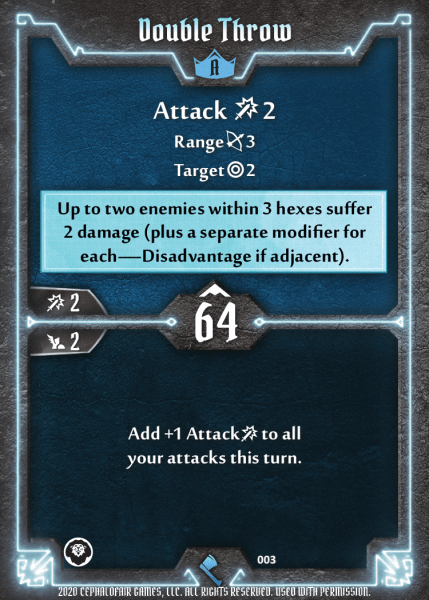 Double Throw
A
Attack 2
Range 3
Target 2
Up to two enemies within 3 hexes suffer
2 damage (plus a separate modifier for
each—Disadvantage if adjacent).
2
64
2
Add +1 Attack to all
your attacks this turn.
003
2020 CEPHALOFAIR GAMES, LLC. ALL RIGHTS RESERVED. USED WITH PERMISSION.